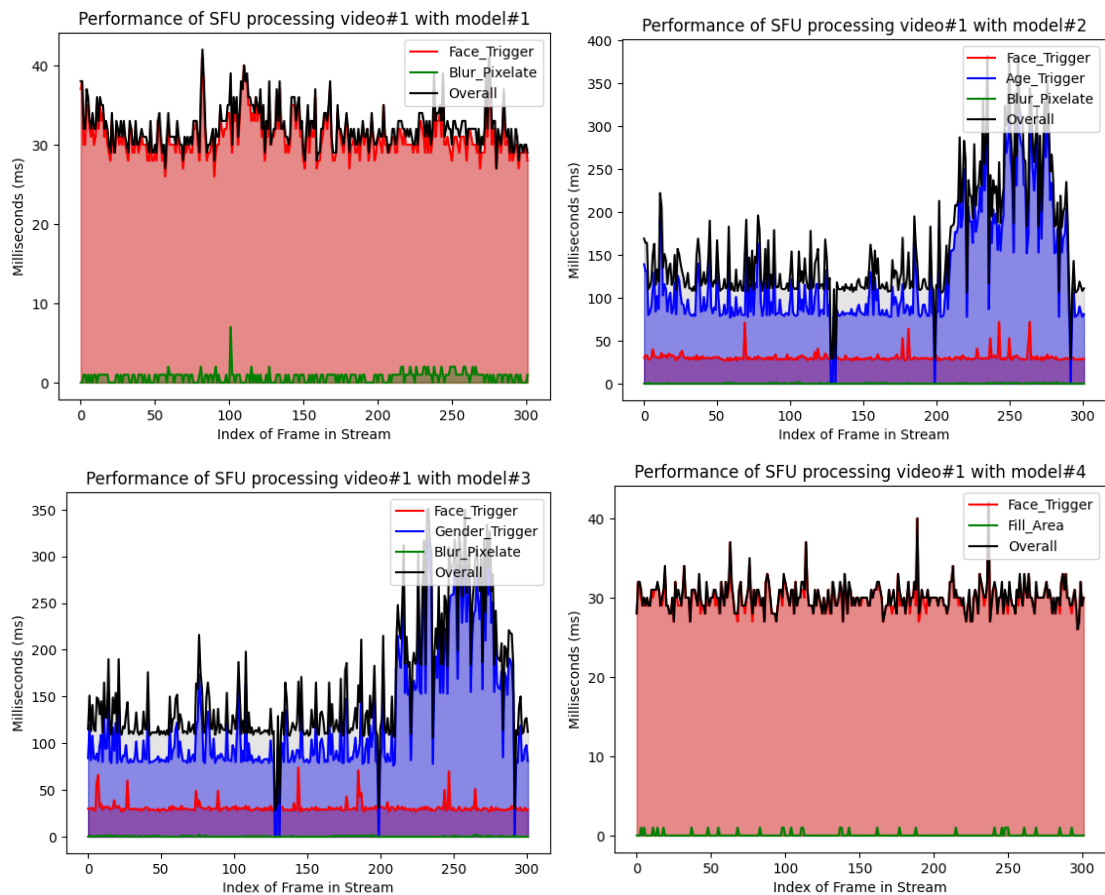 Performance of SFU processing video#1 with model#1
Milliseconds (ms)
40
30
20
10
0
Face_Trigger
Blur_Pixelate
Overall
0 50 100 150 200 250 300
Index of Frame in Stream
Performance of SFU processing video#1 with model#2
Milliseconds (ms)
400
350
300
250
200
150
100
50
0
Face_Trigger
Age_Trigger
Blur_Pixelate
Overall
0 50 100 150 200 250 300
Index of Frame in Stream
Performance of SFU processing video#1 with model#3
Milliseconds (ms)
350
300
250
200
150
100
50
0
Face_Trigger
Gender_Trigger
Blur_Pixelate
Overall
0 50 100 150 200 250 300
Index of Frame in Stream
Performance of SFU processing video#1 with model#4
Milliseconds (ms)
40
30
20
10
0
Face_Trigger
Fill_Area
Overall
0 50 100 150 200 250 300
Index of Frame in Stream